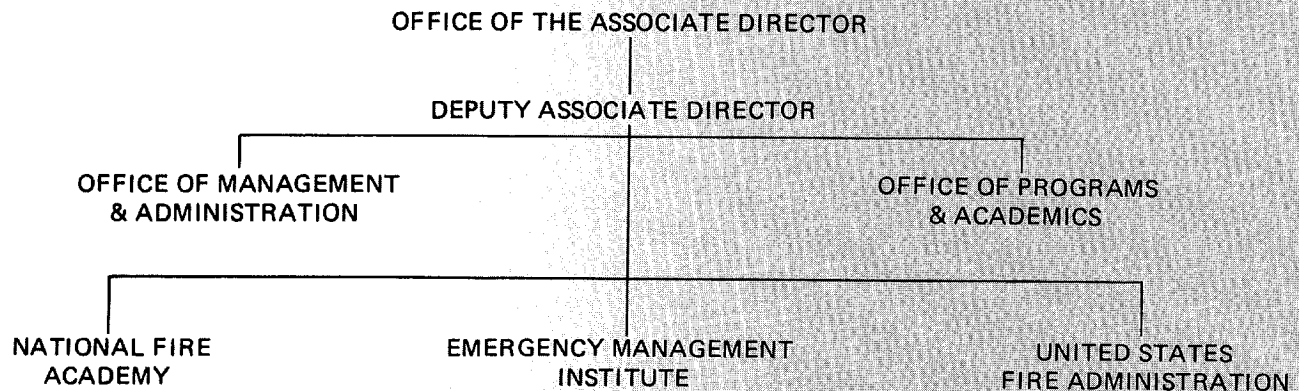 OFFICE OF THE ASSOCIATE DIRECTOR
DEPUTY ASSOCIATE DIRECTOR
OFFICE OF MANAGEMENT
& ADMINISTRATION
OFFICE OF PROGRAMS
& ACADEMICS
NATIONAL FIRE
ACADEMY
EMERGENCY MANAGEMENT
INSTITUTE
UNITED STATES
FIRE ADMINISTRATION